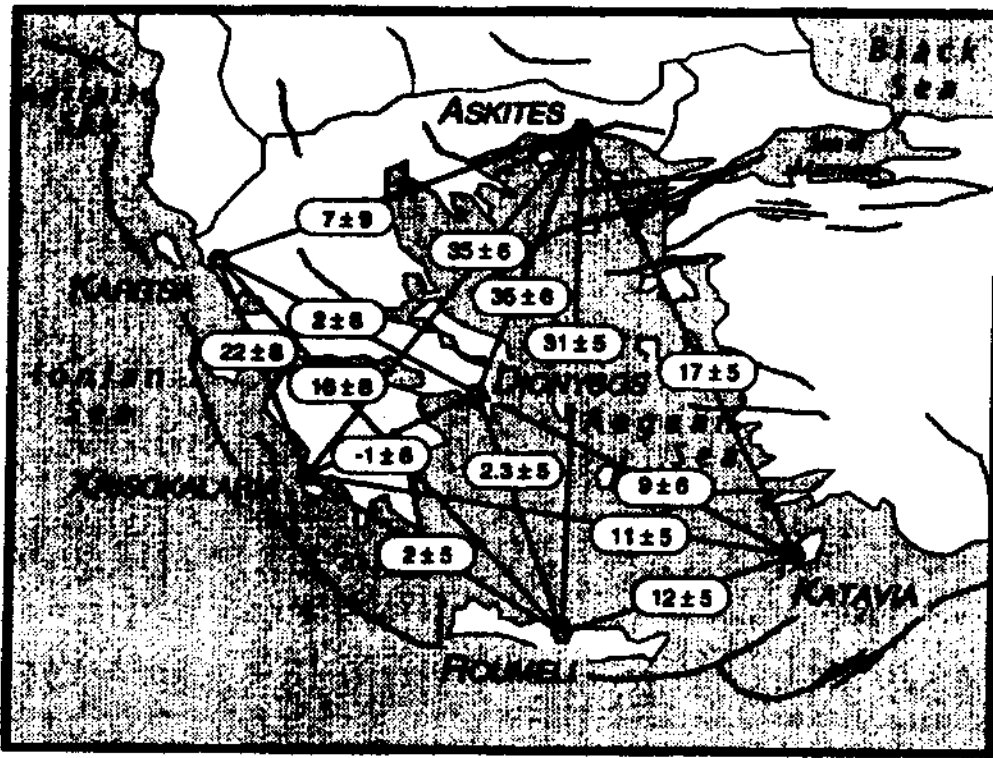 Black
Sea
ASKITES
7 ± 9
35 ± 6
KARITSA
35 ± 6
2 ± 6
31 ± 5
22 ± 8
Ionian
17 ± 5
16 ± 8
DIONYSOS
Sea
Aegean
-1 ± 6
Sea
2.3 ± 5
9 ± 6
11 ± 5
2 ± 5
12 ± 5
KATAVIA
ROUMELI